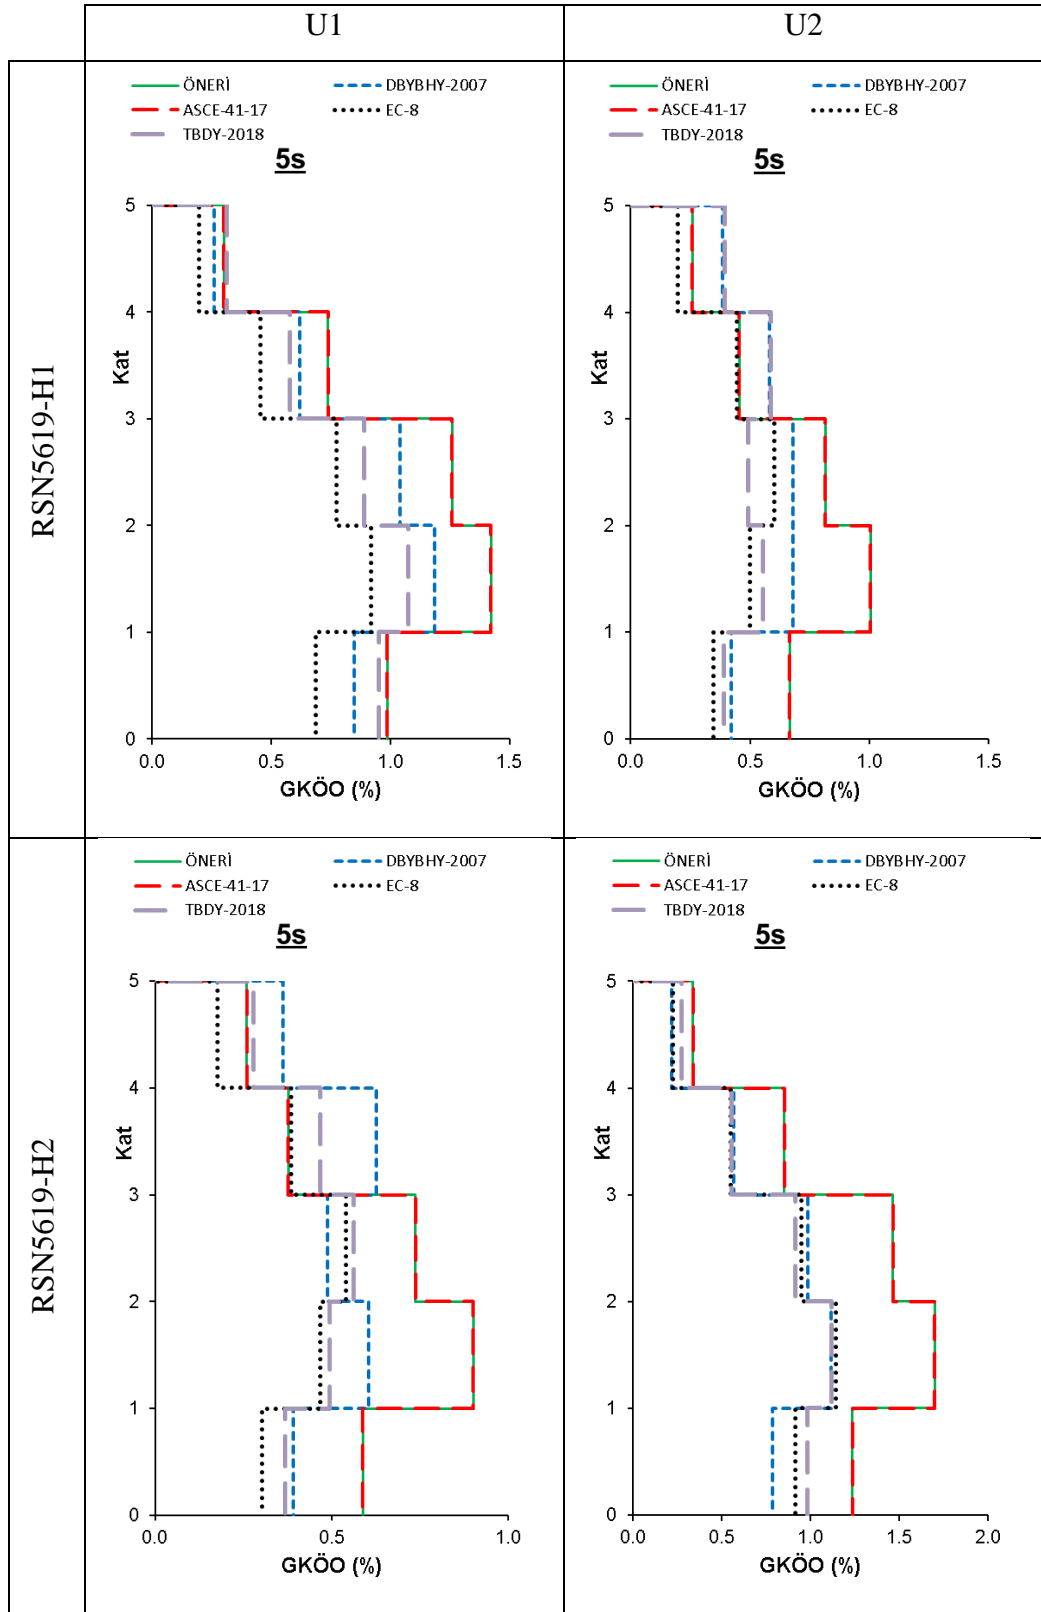 U1
U2
RSN5619-H1
ÖNERİ
DBYBHY-2007
ASCE-41-17
EC-8
TBDY-2018
5s
Kat
5
4
3
2
1
0
0.0
0.5
1.0
1.5
GKÖO (%)
ÖNERİ
DBYBHY-2007
ASCE-41-17
EC-8
TBDY-2018
5s
Kat
5
4
3
2
1
0
0.0
0.5
1.0
1.5
GKÖO (%)
RSN5619-H2
ÖNERİ
DBYBHY-2007
ASCE-41-17
EC-8
TBDY-2018
5s
Kat
5
4
3
2
1
0
0.0
0.5
1.0
GKÖO (%)
ÖNERİ
DBYBHY-2007
ASCE-41-17
EC-8
TBDY-2018
5s
Kat
5
4
3
2
1
0
0.0
0.5
1.0
1.5
2.0
GKÖO (%)